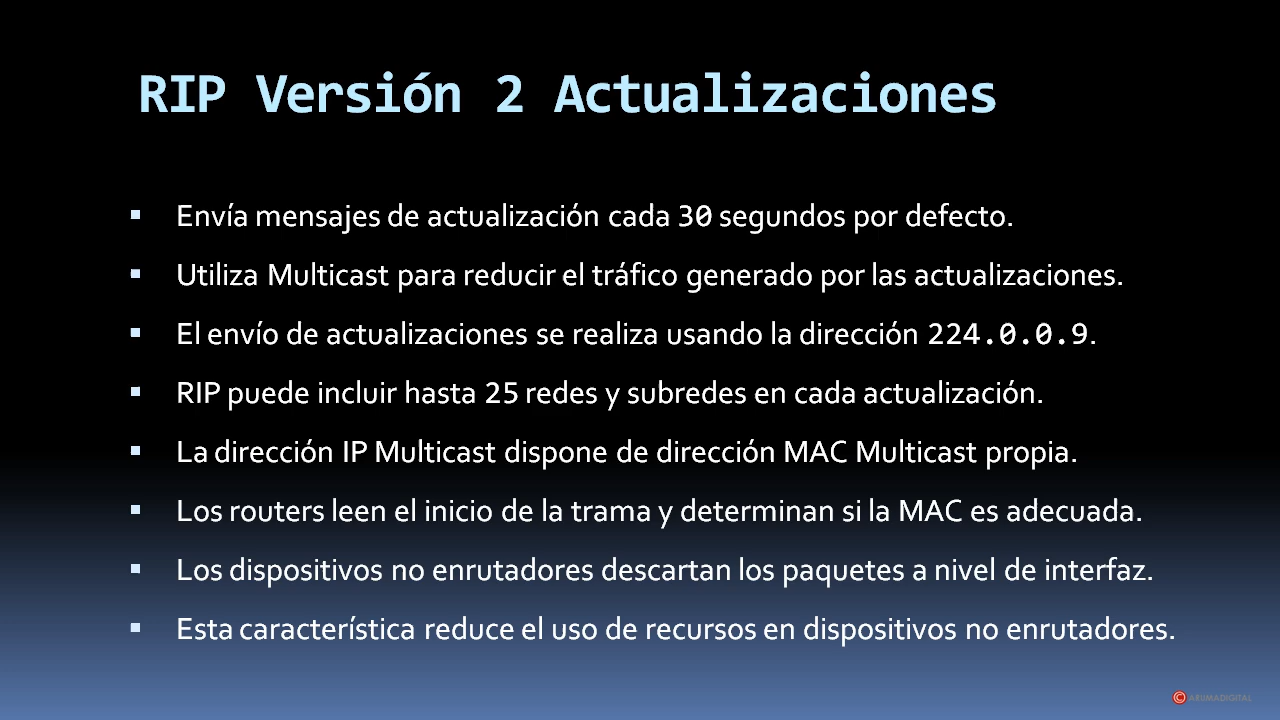 RIP Versión 2 Actualizaciones
▪ Envía mensajes de actualización cada 30 segundos por defecto.
▪ Utiliza Multicast para reducir el tráfico generado por las actualizaciones.
▪ El envío de actualizaciones se realiza usando la dirección 224.0.0.9.
▪ RIP puede incluir hasta 25 redes y subredes en cada actualización.
▪ La dirección IP Multicast dispone de dirección MAC Multicast propia.
▪ Los routers leen el inicio de la trama y determinan si la MAC es adecuada.
▪ Los dispositivos no enrutadores descartan los paquetes a nivel de interfaz.
▪ Esta característica reduce el uso de recursos en dispositivos no enrutadores.
© ABUMADIGITAL